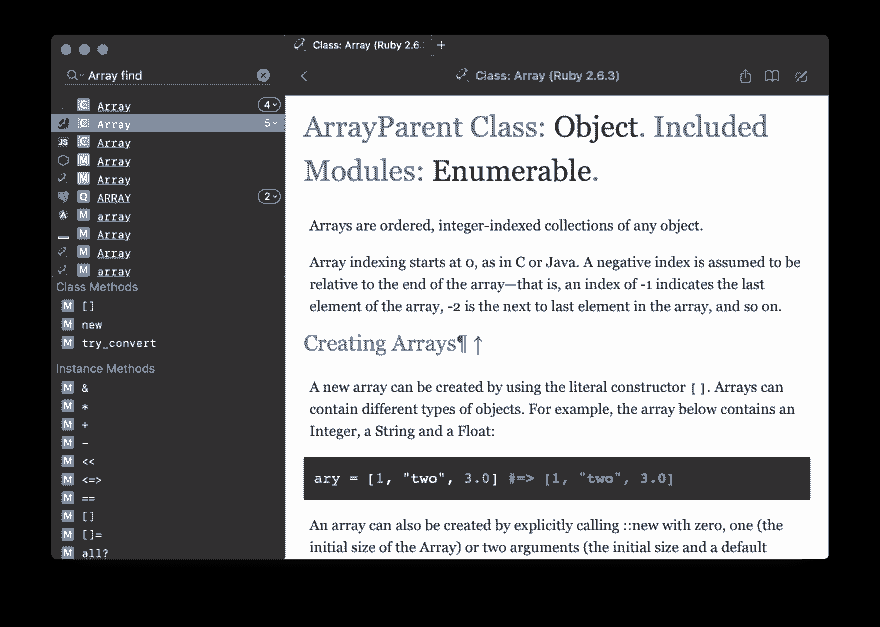 Class: Array (Ruby 2.6.
Array find
Class: Array (Ruby 2.6.3)
C Array 4
C Array 5
JS C Array
M Array
M Array
Q ARRAY 2
M array
M Array
M Array
M array
Class Methods
M []
M new
M try_convert
Instance Methods
M &
M *
M +
M -
M <<
M <=>
M ==
M []
M []=
M all?
ArrayParent Class: Object. Included
Modules: Enumerable.
Arrays are ordered, integer-indexed collections of any object.
Array indexing starts at 0, as in C or Java. A negative index is assumed to be
relative to the end of the array—that is, an index of -1 indicates the last
element of the array, -2 is the next to last element in the array, and so on.
Creating Arrays¶ ↑
A new array can be created by using the literal constructor []. Arrays can
contain different types of objects. For example, the array below contains an
Integer, a String and a Float:
ary = [1, "two", 3.0] #=> [1, "two", 3.0]
An array can also be created by explicitly calling ::new with zero, one (the
initial size of the Array) or two arguments (the initial size and a default